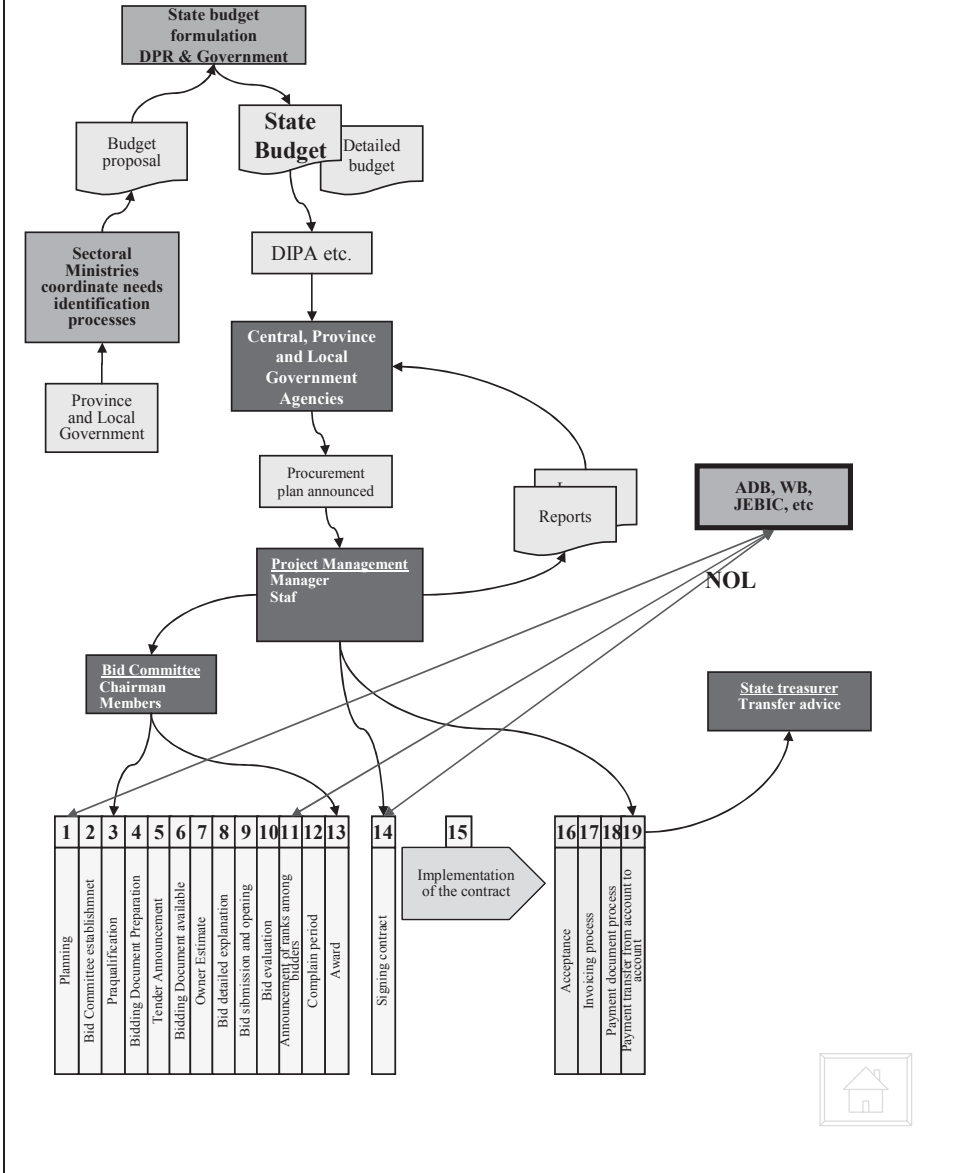 State budget
formulation
DPR & Government
State
Budget
Detailed
budget
Budget
proposal
DIPA etc.
Sectoral
Ministries
coordinate needs
identification
processes
Central, Province
and Local
Government
Agencies
Province
and Local
Government
Procurement
plan announced
Reports
ADB, WB,
JEBIC, etc
NOL
Project Management
Manager
Staf
Bid Committee
Chairman
Members
State treasurer
Transfer advice
1 2 3 4 5 6 7 8 9 10 11 12 13 14 15 16 17 18 19
Planning
Bid Committee establishmnet
Praqualification
Bidding Document Preparation
Tender Announcement
Bidding Document available
Owner Estimate
Bid detailed explanation
Bid sibmission and opening
Bid evaluation
Announcement of ranks among
bidders
Complain period
Award
Signing contract
Implementation
of the contract
Acceptance
Invoicing process
Payment document process
Payment transfer from account to
account